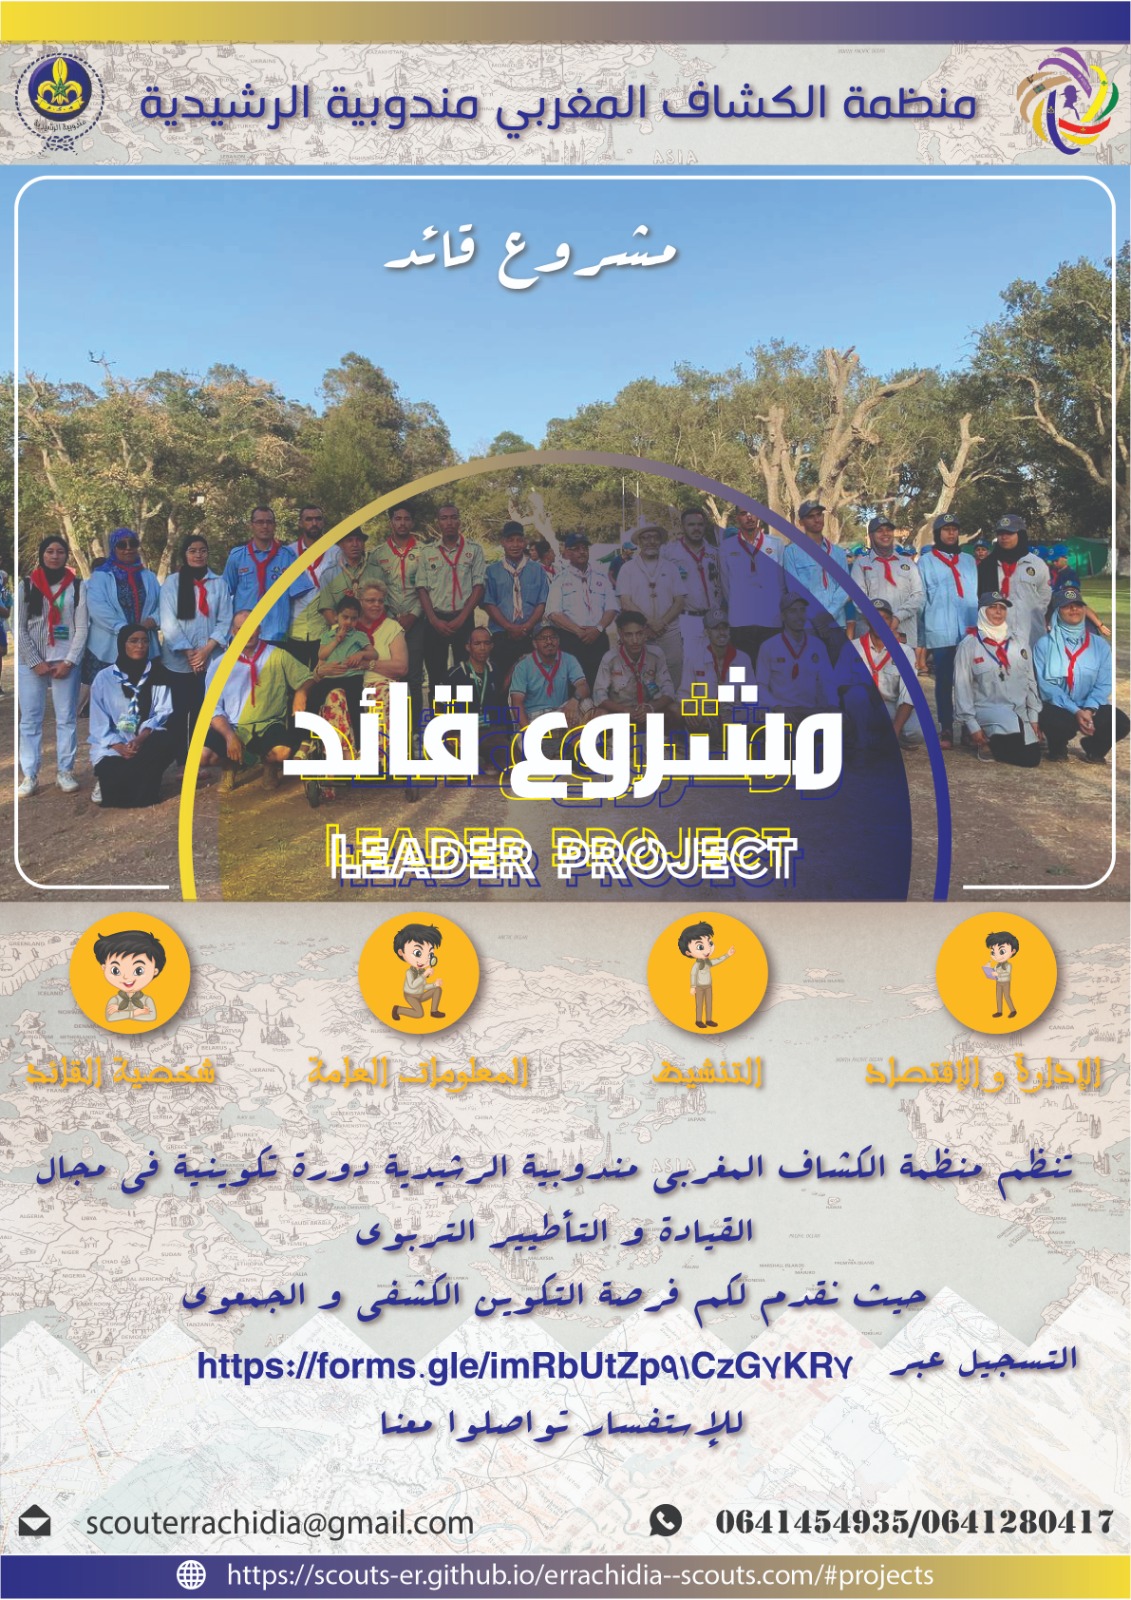 منظمة الكشاف المغربي مندوبية الرشيدية
مندوبية الرشيدية
مشروع قائد
مشروع قائد
LEADER PROJECT
الإدارة و الإقتصاد
التنشيط
المعلومات العامة
شخصية القائد
تنظم منظمة الكشاف المغربي مندوبية الرشيدية دورة تكوينية في مجال
القيادة و التأطيير التربوي
حيث نقدم لكم فرصة التكوين الكشفي و الجمعوي
التسجيل عبر https://forms.gle/imRbUtZp٩١CzG٧KR٧
للإستفسار تواصلوا معنا
scouterrachidia@gmail.com
0641454935/0641280417
https://scouts-er.github.io/errachidia--scouts.com/#projects